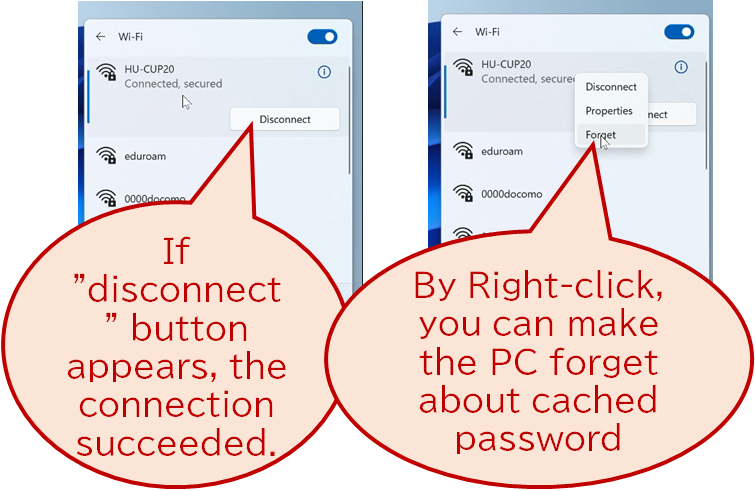 Wi-Fi
HU-CUP20
Connected, secured
Disconnect
eduroam
0000docomo
If
”disconnect
” button
appears, the
connection
succeeded.
Wi-Fi
HU-CUP20
Connected, secure
Disconnect
Properties
Forget
nect
eduroam
0000docomo
By Right-click,
you can make
the PC forget
about cached
password